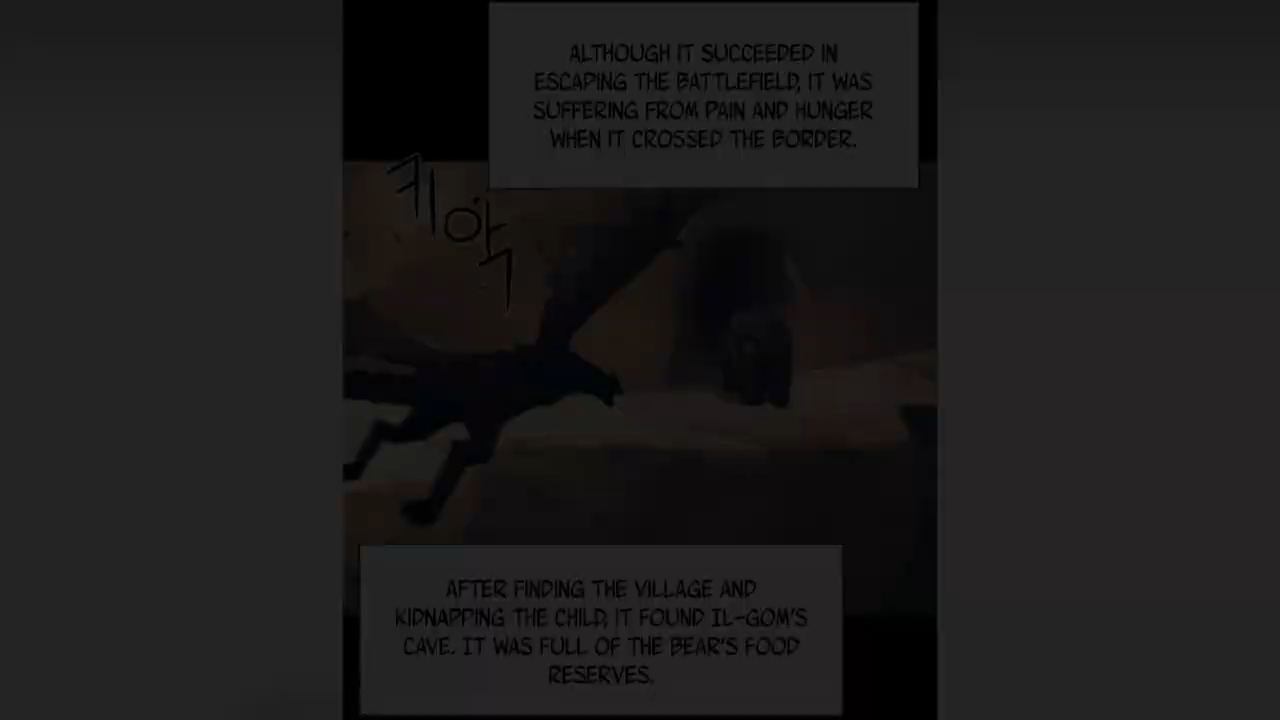 ALTHOUGH IT SUCCEEDED IN
ESCAPING THE BATTLEFIELD, IT WAS
SUFFERING FROM PAIN AND HUNGER
WHEN IT CROSSED THE BORDER.
키약
AFTER FINDING THE VILLAGE AND
KIDNAPPING THE CHILD, IT FOUND IL-GOM'S
CAVE. IT WAS FULL OF THE BEAR'S FOOD
RESERVES.